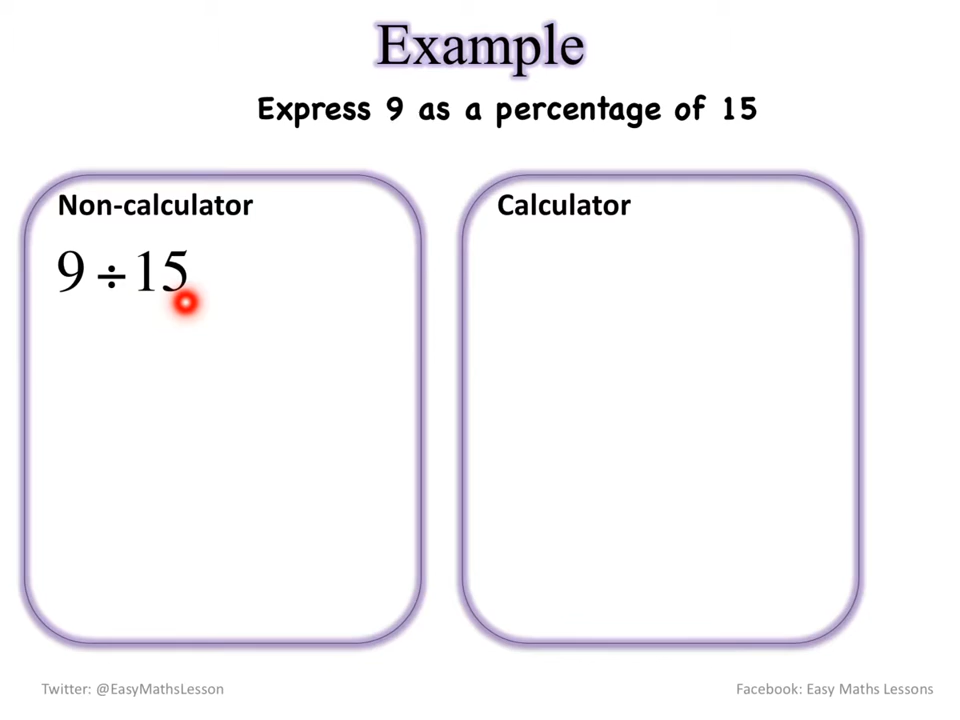 Example
Express 9 as a percentage of 15
Non-calculator
9 ÷ 15
Calculator
Twitter: @EasyMathsLesson
Facebook: Easy Maths Lessons